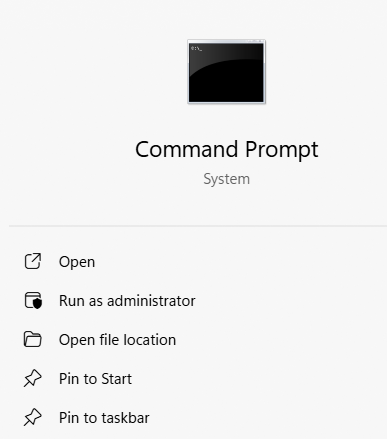 Command Prompt
System
Open
Run as administrator
Open file location
Pin to Start
Pin to taskbar